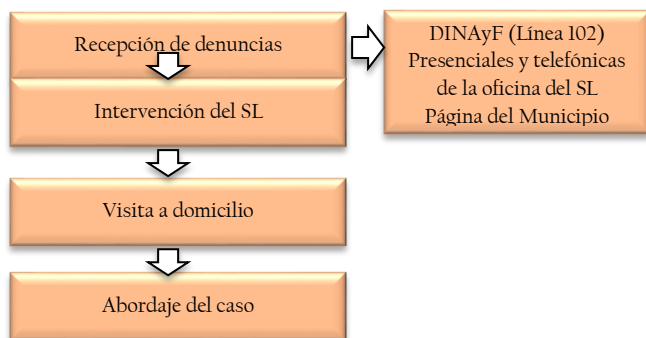 Recepción de denuncias
DINAyF (Línea 102)
Presenciales y telefónicas
de la oficina del SL
Página del Municipio
Intervención del SL
Visita a domicilio
Abordaje del caso